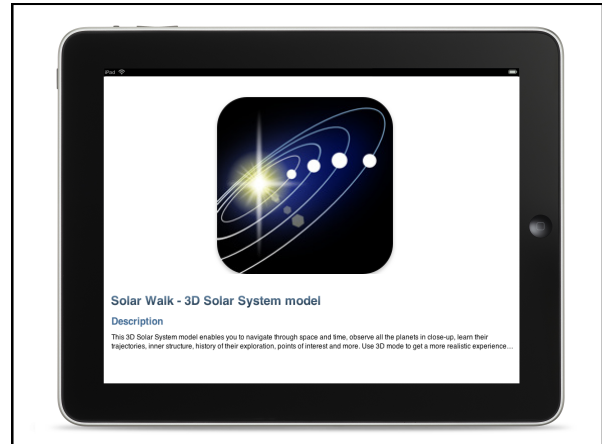 iPad
Solar Walk - 3D Solar System model
Description
This 3D Solar System model enables you to navigate through space and time, observe all the planets in close-up, learn their
trajectories, inner structure, history of their exploration, points of interest and more. Use 3D mode to get a more realistic experience...